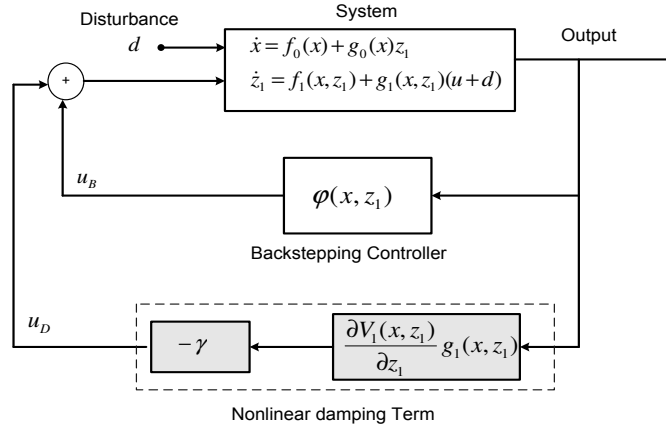 System
Disturbance
d
ẋ = f₀(x) + g₀(x)z₁
ż₁ = f₁(x, z₁) + g₁(x, z₁)(u + d)
Output
+
u_B
φ(x, z₁)
Backstepping Controller
u_D
−γ
∂V₁(x, z₁)/∂z₁ g₁(x, z₁)
Nonlinear damping Term